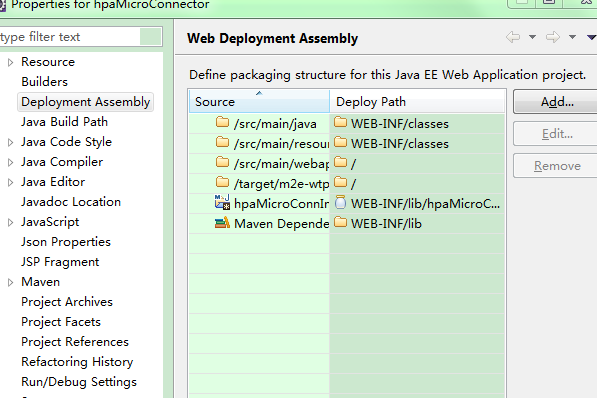 Properties for hpaMicroConnector
type filter text
Resource
Builders
Deployment Assembly
Java Build Path
Java Code Style
Java Compiler
Java Editor
Javadoc Location
JavaScript
Json Properties
JSP Fragment
Maven
Project Archives
Project Facets
Project References
Refactoring History
Run/Debug Settings
Web Deployment Assembly
Define packaging structure for this Java EE Web Application project.
Source Deploy Path
/src/main/java WEB-INF/classes
/src/main/resou WEB-INF/classes
/src/main/webap /
/target/m2e-wtp /
hpaMicroConnIn WEB-INF/lib/hpaMicroC...
Maven Depende WEB-INF/lib
Add...
Edit...
Remove